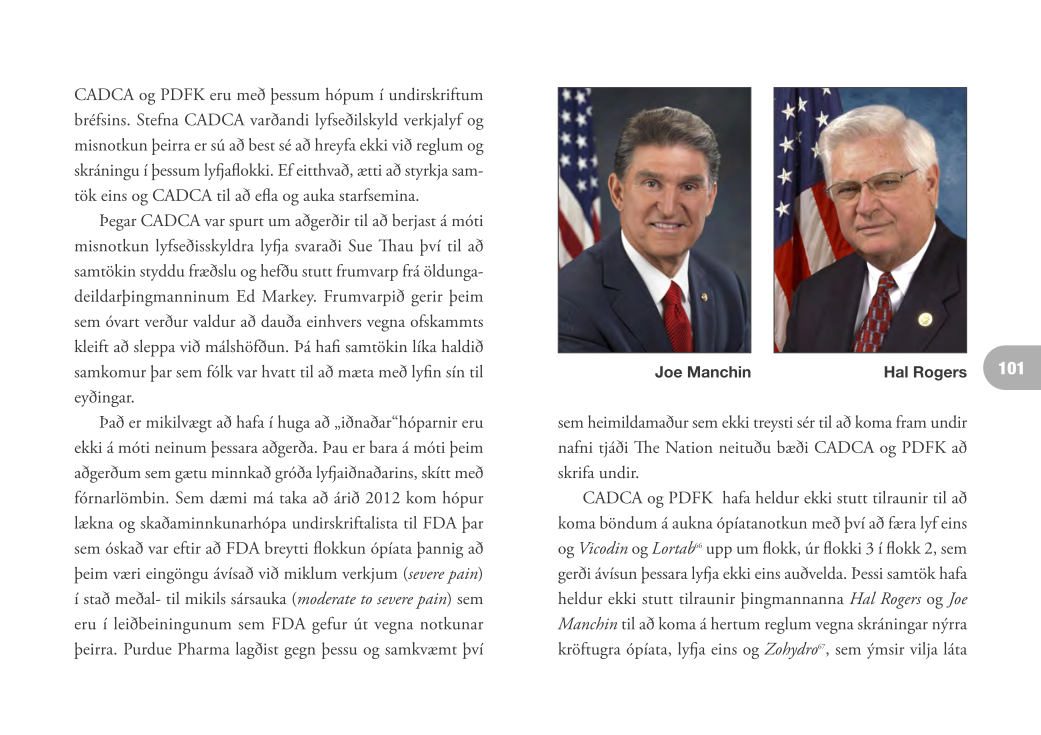 CADCA og PDFK eru með þessum hópum í undirskriftum
bréfsins. Stefna CADCA varðandi lyfseðilskyld verkjalyf og
misnotkun þeirra er sú að best sé að hreyfa ekki við reglum og
skráningu í þessum lyfjaflokki. Ef eitthvað, ætti að styrkja sam-
tök eins og CADCA til að efla og auka starfsemina.
Þegar CADCA var spurt um aðgerðir til að berjast á móti
misnotkun lyfseðisskyldra lyfja svaraði Sue Thau því til að
samtökin styddu fræðslu og hefðu stutt frumvarp frá öldunga-
deildarþingmanninum Ed Markey. Frumvarpið gerir þeim
sem óvart verður valdur að dauða einhvers vegna ofskammts
kleift að sleppa við málshöfðun. Þá hafi samtökin líka haldið
samkomur þar sem fólk var hvatt til að mæta með lyfin sín til
eyðingar.
Það er mikilvægt að hafa í huga að „iðnaðar“hóparnir eru
ekki á móti neinum þessara aðgerða. Þau er bara á móti þeim
aðgerðum sem gætu minnkað gróða lyfjaiðnaðarins, skítt með
fórnarlömbin. Sem dæmi má taka að árið 2012 kom hópur
lækna og skaðaminnkunarhópa undirskriftalista til FDA þar
sem óskað var eftir að FDA breytti flokkun ópíata þannig að
þeim væri eingöngu ávísað við miklum verkjum (severe pain)
í stað meðal- til mikils sársauka (moderate to severe pain) sem
eru í leiðbeiningunum sem FDA gefur út vegna notkunar
þeirra. Purdue Pharma lagðist gegn þessu og samkvæmt því
Joe Manchin
Hal Rogers
101
sem heimildamaður sem ekki treysti sér til að koma fram undir
nafni tjáði The Nation neituðu bæði CADCA og PDFK að
skrifa undir.
CADCA og PDFK hafa heldur ekki stutt tilraunir til að
koma böndum á aukna ópíatanotkun með því að færa lyf eins
og Vicodin og Lortab66 upp um flokk, úr flokki 3 í flokk 2, sem
gerði ávísun þessara lyfja ekki eins auðvelda. Þessi samtök hafa
heldur ekki stutt tilraunir þingmannanna Hal Rogers og Joe
Manchin til að koma á hertum reglum vegna skráningar nýrra
kröftugra ópíata, lyfja eins og Zohydro67, sem ýmsir vilja láta